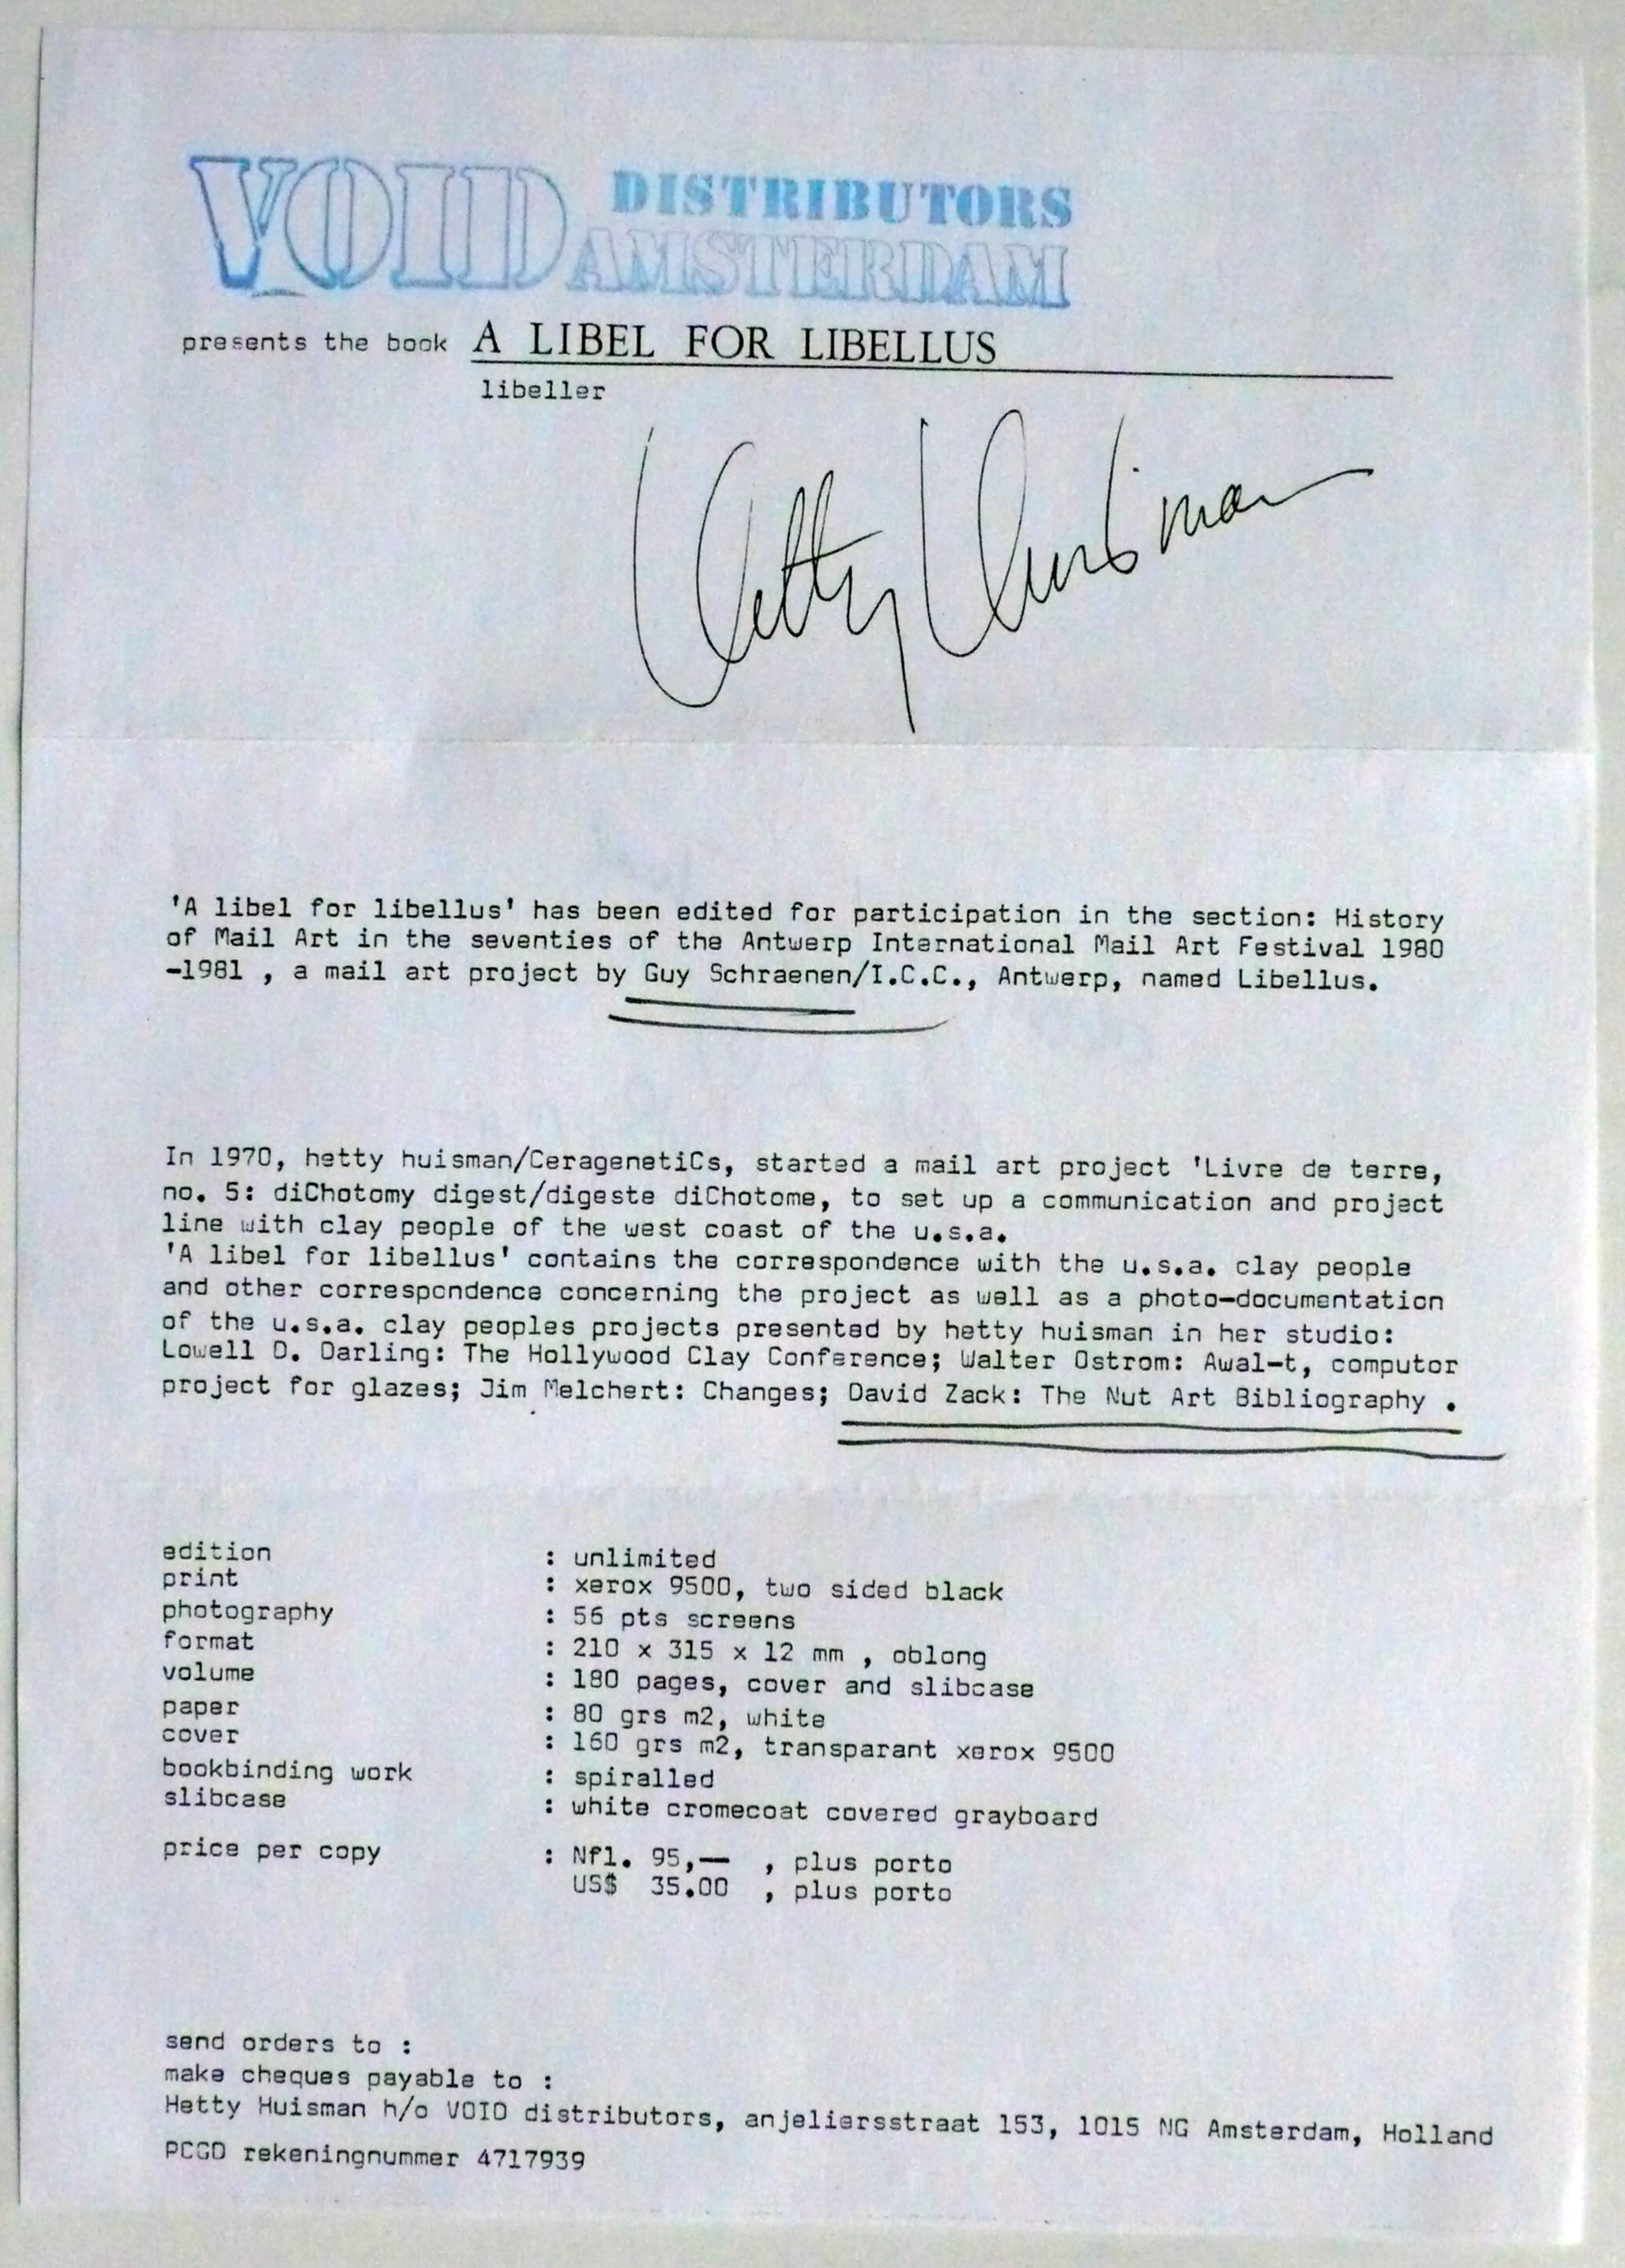 VOID DISTRIBUTORS
AMSTERDAM
presents the book A LIBEL FOR LIBELLUS
libeller
Hetty Huisman
'A libel for libellus' has been edited for participation in the section: History
of Mail Art in the seventies of the Antwerp International Mail Art Festival 1980
-1981 , a mail art project by Guy Schraenen/I.C.C., Antwerp, named Libellus.
In 1970, hetty huisman/CeragenetiCs, started a mail art project 'Livre de terre,
no. 5: diChotomy digest/digeste diChotome, to set up a communication and project
line with clay people of the west coast of the u.s.a.
'A libel for libellus' contains the correspondence with the u.s.a. clay people
and other correspondence concerning the project as well as a photo-documentation
of the u.s.a. clay peoples projects presented by hetty huisman in her studio:
Lowell D. Darling: The Hollywood Clay Conference; Walter Ostrom: Awal-t, computor
project for glazes; Jim Melchert: Changes; David Zack: The Nut Art Bibliography .
edition : unlimited
print : xerox 9500, two sided black
photography : 56 pts screens
format : 210 x 315 x 12 mm , oblong
volume : 180 pages, cover and slibcase
paper : 80 grs m2, white
cover : 160 grs m2, transparant xerox 9500
bookbinding work : spiralled
slibcase : white cromecoat covered grayboard
price per copy : Nfl. 95,— , plus porto
US$ 35.00 , plus porto
send orders to :
make cheques payable to :
Hetty Huisman h/o VOID distributors, anjeliersstraat 153, 1015 NG Amsterdam, Holland
PCGD rekeningnummer 4717939